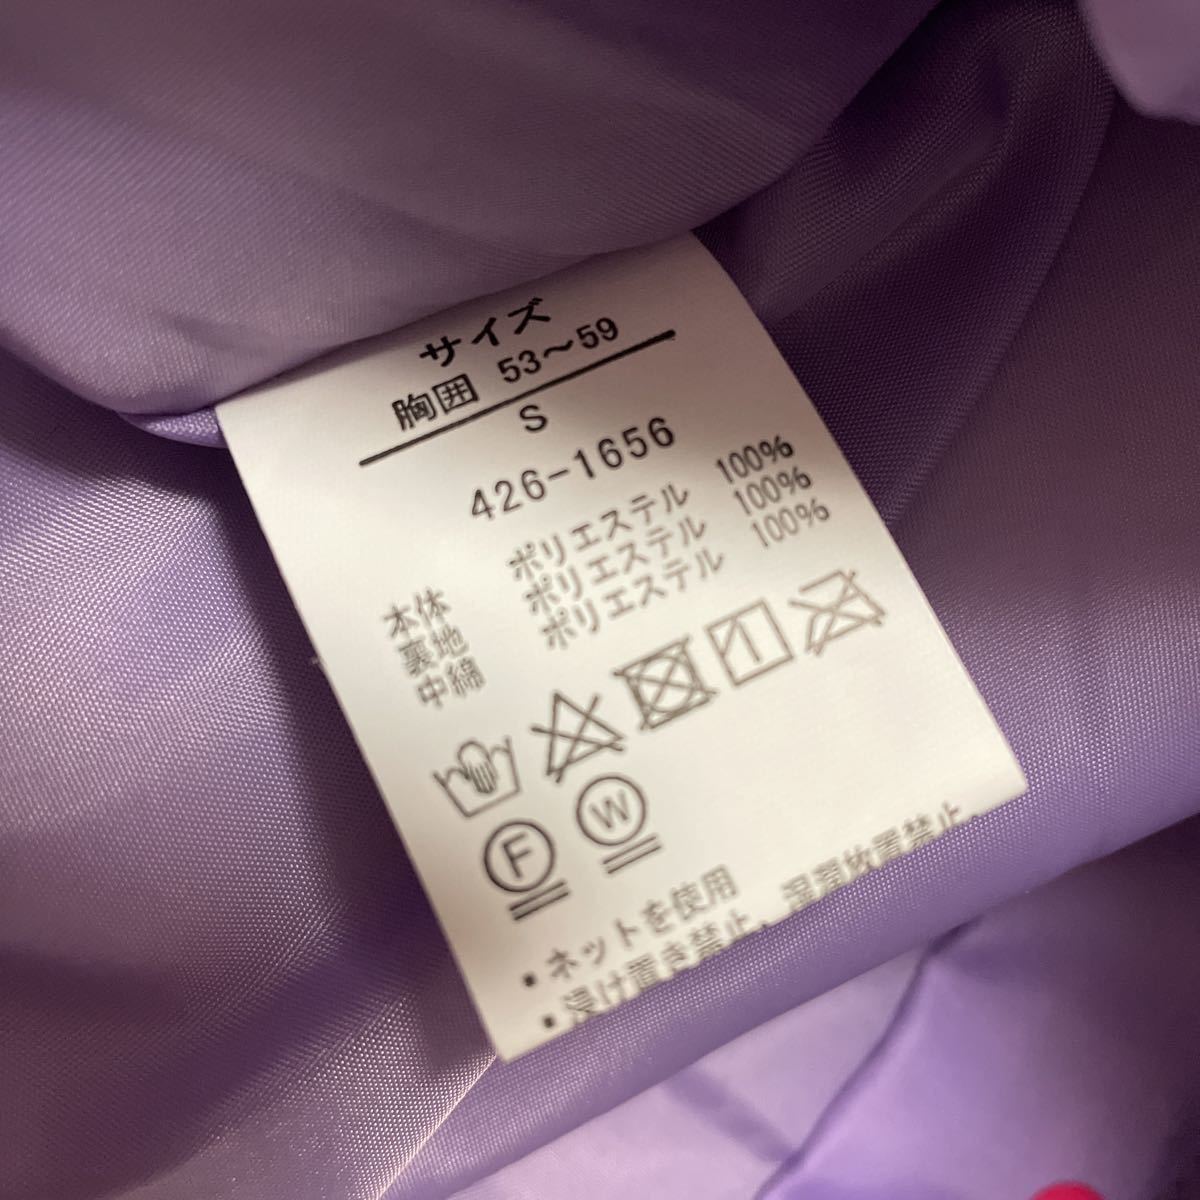 サイズ
胸囲 53～59
S
426-1656
本体 ポリエステル 100%
裏地 ポリエステル 100%
中綿 ポリエステル 100%
F W
・ネットを使用
・浸け置き禁止、湿潤放置禁止、